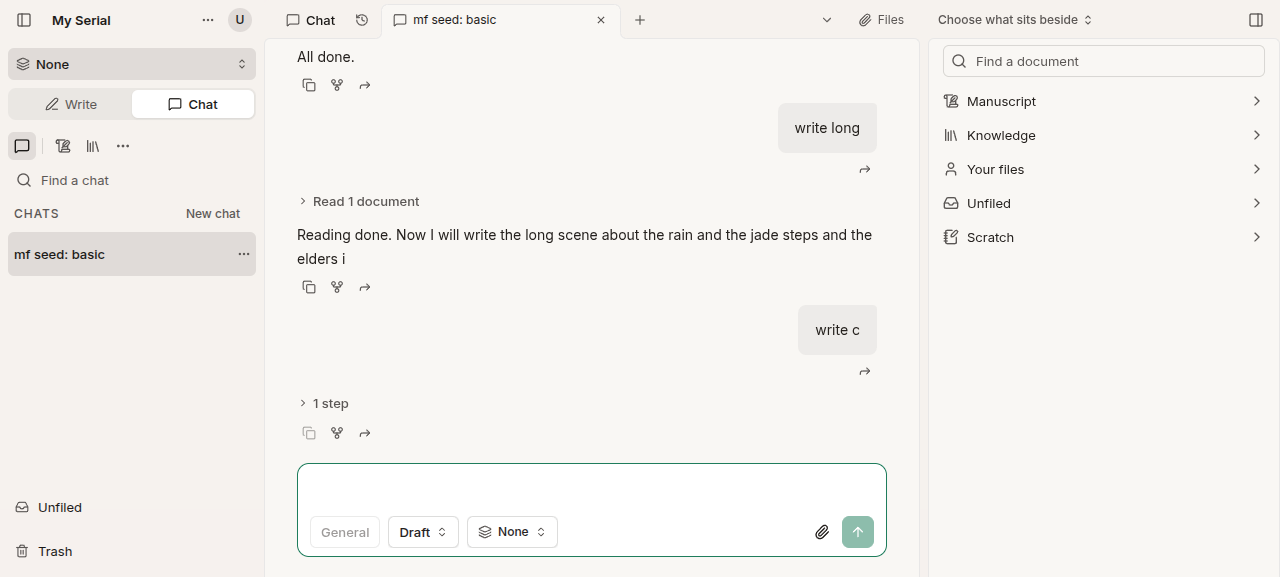 My Serial
U
None
Write
Chat
Find a chat
CHATS
New chat
mf seed: basic
Unfiled
Trash
Chat
mf seed: basic
Files
All done.
write long
Read 1 document
Reading done. Now I will write the long scene about the rain and the jade steps and the
elders i
write c
1 step
General
Draft
None
Choose what sits beside
Find a document
Manuscript
Knowledge
Your files
Unfiled
Scratch